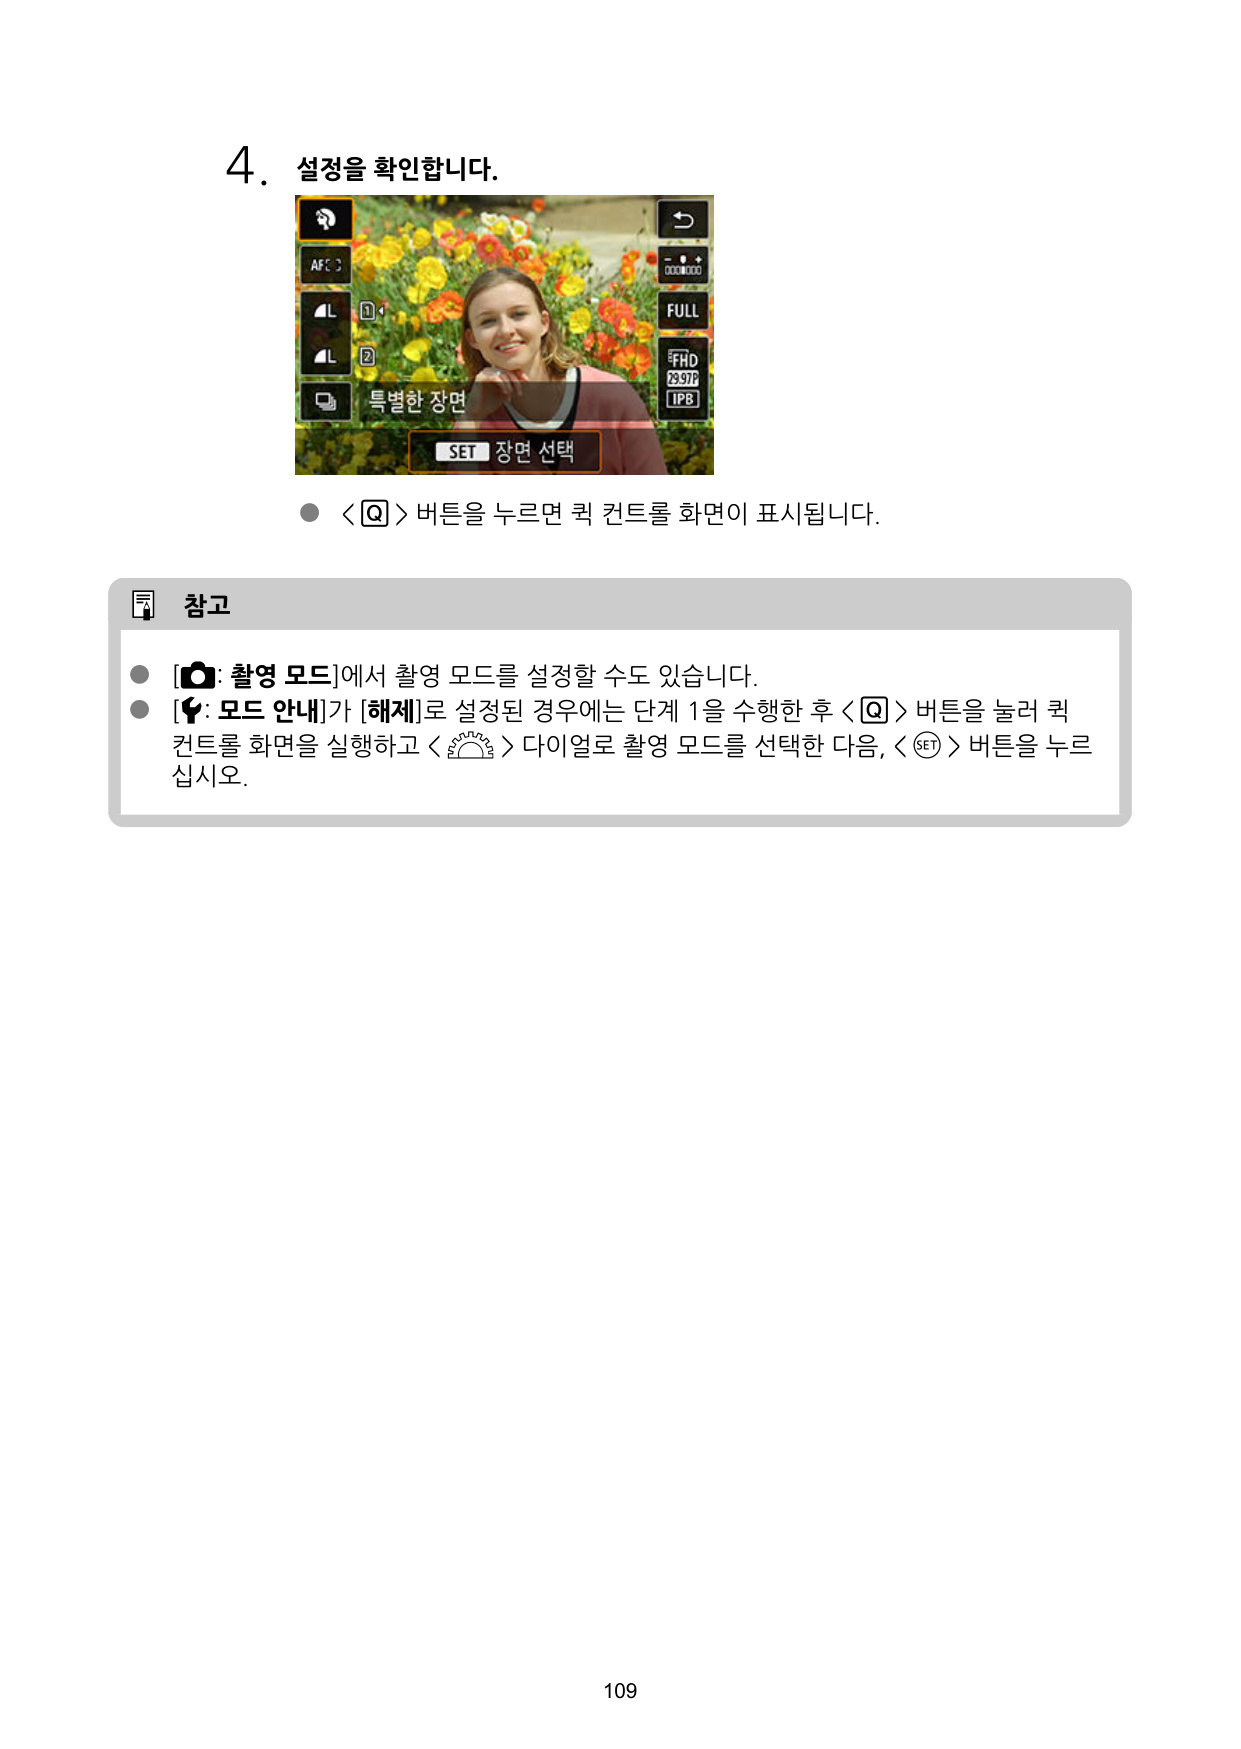 4. 설정을 확인합니다.
AF
L 1
FULL
L 2
FHD
29.97P
IPB
특별한 장면
SET 장면 선택
● <Q> 버튼을 누르면 퀵 컨트롤 화면이 표시됩니다.
참고
● [: 촬영 모드]에서 촬영 모드를 설정할 수도 있습니다.
● [: 모드 안내]가 [해제]로 설정된 경우에는 단계 1을 수행한 후 <Q> 버튼을 눌러 퀵
컨트롤 화면을 실행하고 < > 다이얼로 촬영 모드를 선택한 다음, <SET> 버튼을 누르
십시오.
109